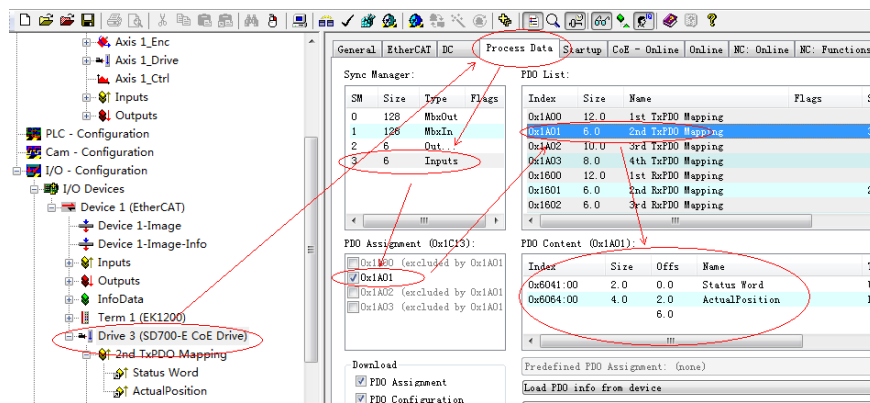 Axis 1_Enc
Axis 1_Drive
Axis 1_Ctrl
Inputs
Outputs
PLC - Configuration
Cam - Configuration
I/O - Configuration
I/O Devices
Device 1 (EtherCAT)
Device 1-Image
Device 1-Image-Info
Inputs
Outputs
InfoData
Term 1 (EK1200)
Drive 3 (SD700-E CoE Drive)
2nd TxPDO Mapping
Status Word
ActualPosition
General EtherCAT DC Process Data Startup CoE - Online Online NC: Online NC: Functions
Sync Manager:
SM Size Type Flags
0 128 MbxOut
1 128 MbxIn
2 6 Out...
3 6 Inputs
PDO Assignment (0x1C13):
0x1A00 (excluded by 0x1A01
0x1A01
0x1A02 (excluded by 0x1A01
0x1A03 (excluded by 0x1A01
Download
PDO Assignment
PDO Configuration
PDO List:
Index Size Name Flags
0x1A00 12.0 1st TxPDO Mapping
0x1A01 6.0 2nd TxPDO Mapping
0x1A02 10.0 3rd TxPDO Mapping
0x1A03 8.0 4th TxPDO Mapping
0x1600 12.0 1st RxPDO Mapping
0x1601 6.0 2nd RxPDO Mapping
0x1602 6.0 3rd RxPDO Mapping
PDO Content (0x1A01):
Index Size Offs Name
0x6041:00 2.0 0.0 Status Word
0x6064:00 4.0 2.0 ActualPosition
6.0
Predefined PDO Assignment: (none)
Load PDO info from device